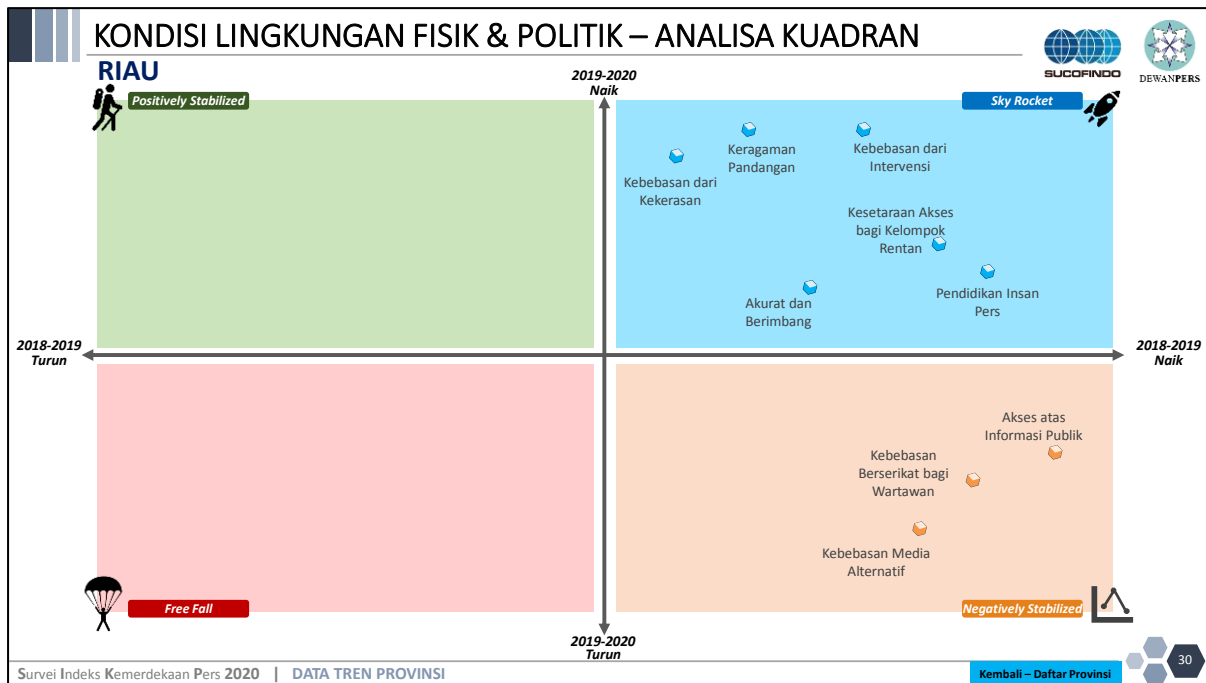 KONDISI LINGKUNGAN FISIK & POLITIK – ANALISA KUADRAN
RIAU
SUCOFINDO
DEWANPERS
2019-2020
Naik
Positively Stabilized
Sky Rocket
Keragaman
Pandangan
Kebebasan dari
Intervensi
Kebebasan dari
Kekerasan
Kesetaraan Akses
bagi Kelompok
Rentan
Akurat dan
Berimbang
Pendidikan Insan
Pers
2018-2019
Turun
2018-2019
Naik
Akses atas
Informasi Publik
Kebebasan
Berserikat bagi
Wartawan
Kebebasan Media
Alternatif
Free Fall
Negatively Stabilized
2019-2020
Turun
Survei Indeks Kemerdekaan Pers 2020 | DATA TREN PROVINSI
Kembali – Daftar Provinsi
30